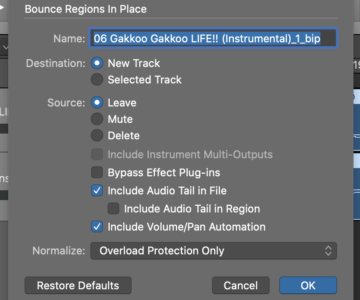 Bounce Regions In Place
Name: 06 Gakkoo Gakkoo LIFE!! (Instrumental)_1_bip
Destination: New Track
Selected Track
Source: Leave
Mute
Delete
Include Instrument Multi-Outputs
Bypass Effect Plug-ins
Include Audio Tail in File
Include Audio Tail in Region
Include Volume/Pan Automation
Normalize: Overload Protection Only
Restore Defaults Cancel OK